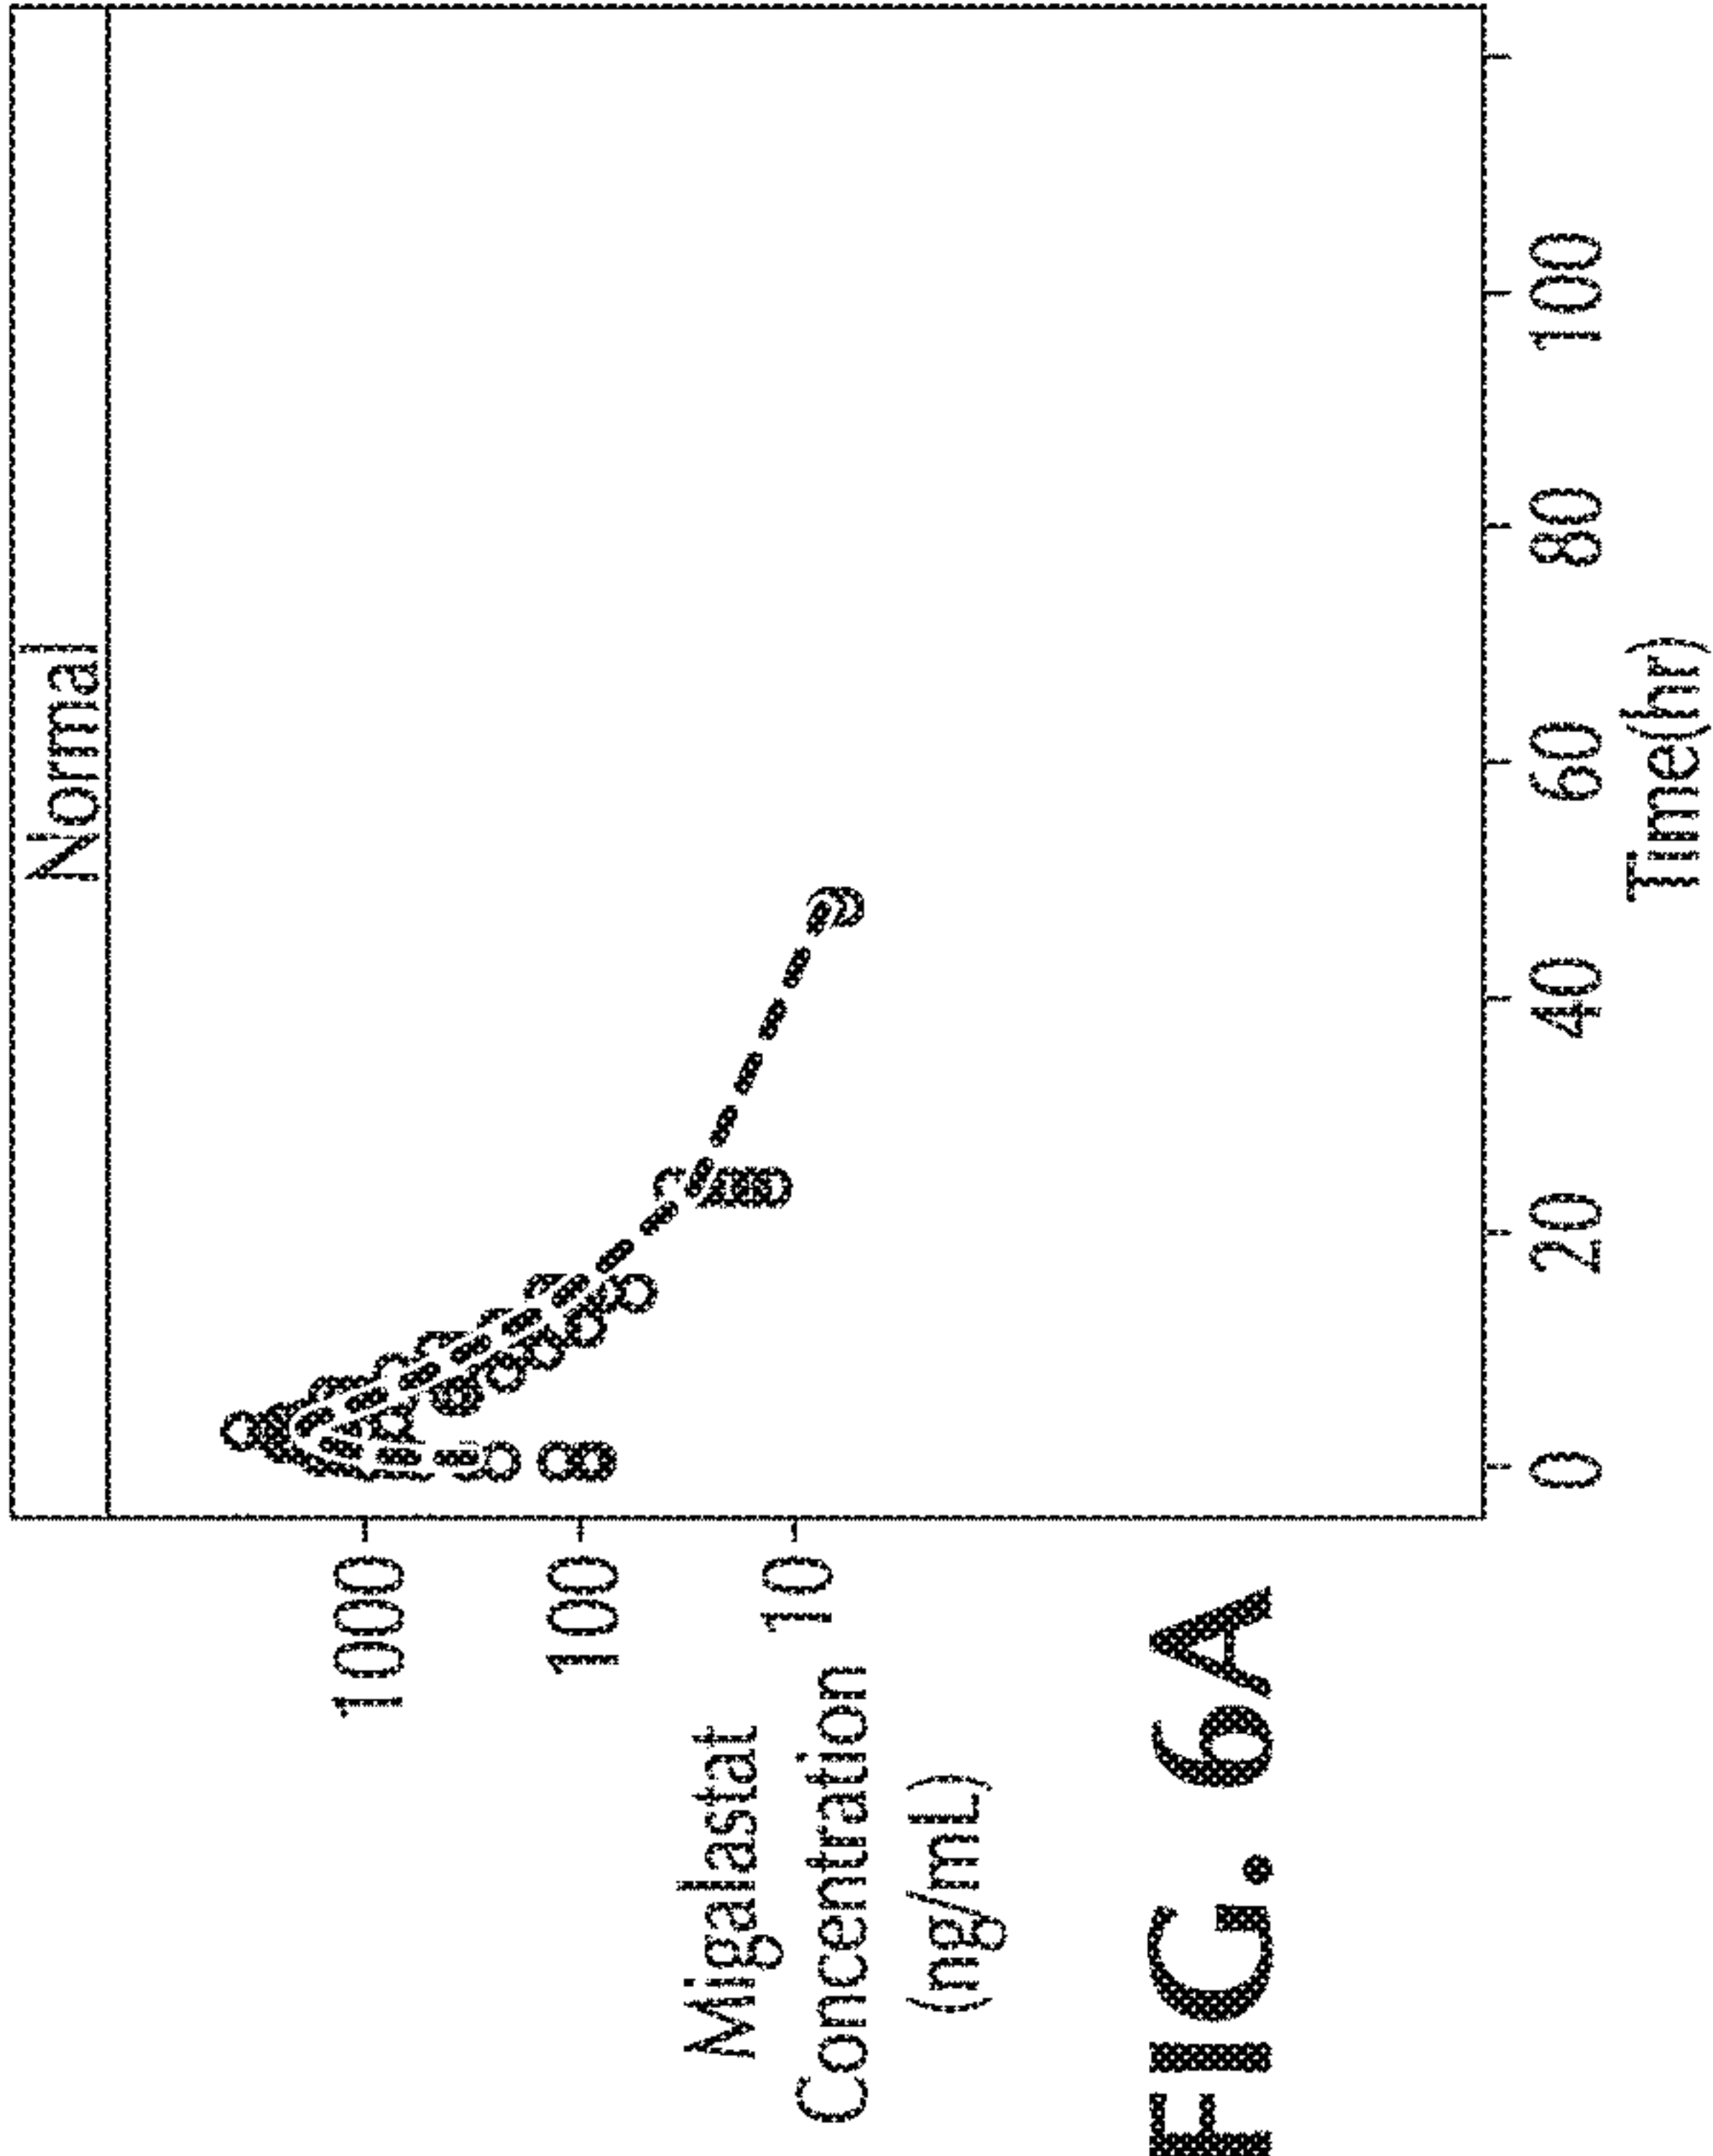 Normal
1000
100
10
Migalastat
Concentration
(ng/mL)
0 20 40 60 80 100
Time(hr)
FIG. 6A